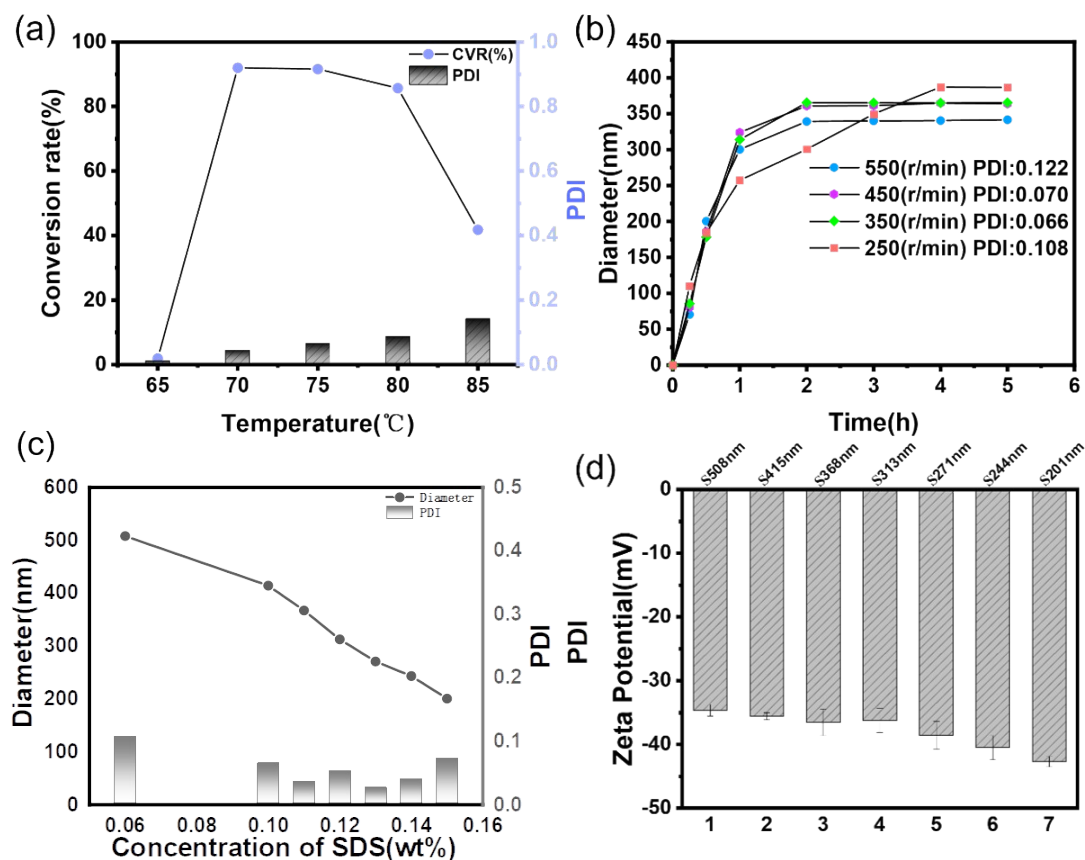 (a)
100
80
60
40
20
0
Conversion rate(%)
CVR(%)
PDI
1.0
0.8
0.6
0.4
0.2
0.0
PDI
65 70 75 80 85
Temperature(℃)
(b)
450
400
350
300
250
200
150
100
50
0
Diameter(nm)
550(r/min) PDI:0.122
450(r/min) PDI:0.070
350(r/min) PDI:0.066
250(r/min) PDI:0.108
0 1 2 3 4 5 6
Time(h)
(c)
600
500
400
300
200
100
0
Diameter(nm)
Diameter
PDI
0.5
0.4
0.3
0.2
0.1
0.0
PDI
PDI
0.06 0.08 0.10 0.12 0.14 0.16
Concentration of SDS(wt%)
(d)
S508nm S415nm S368nm S313nm S271nm S244nm S201nm
0
-10
-20
-30
-40
-50
Zeta Potential(mV)
1 2 3 4 5 6 7